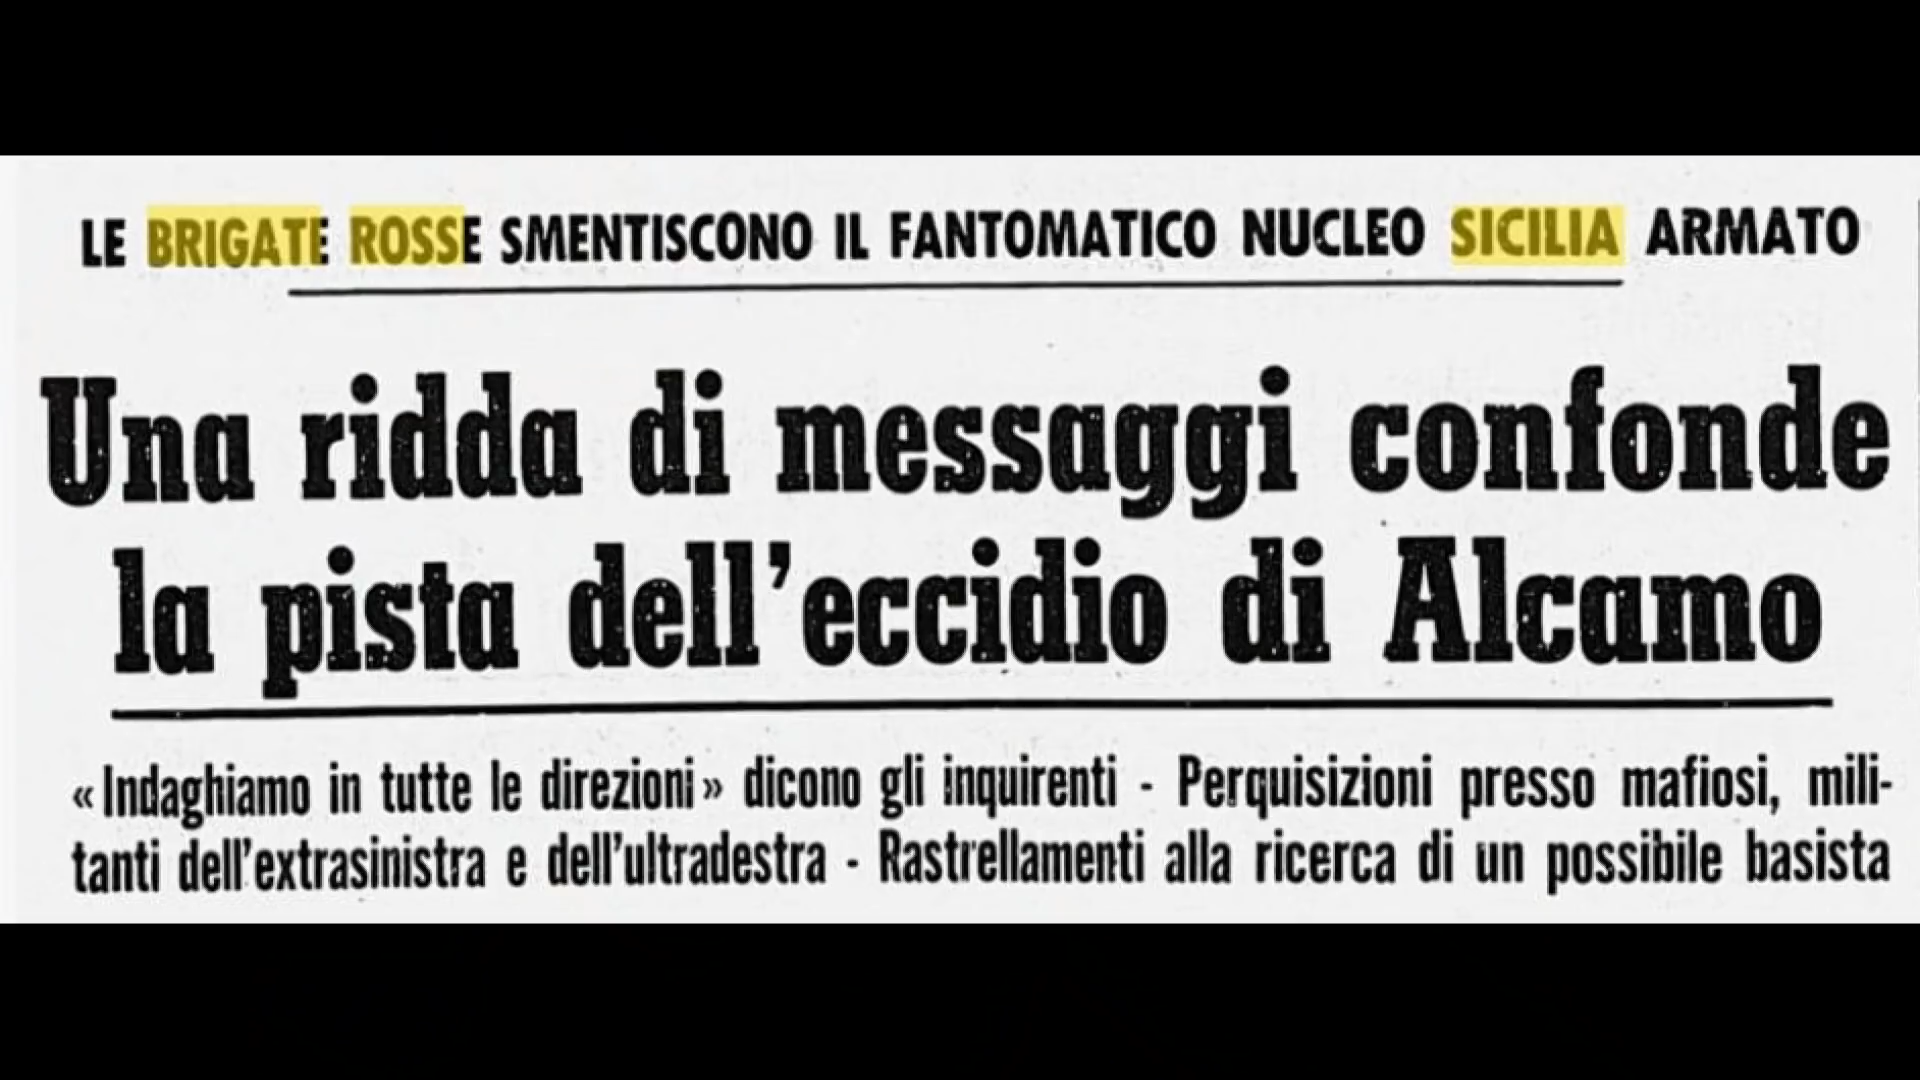 LE BRIGATE ROSSE SMENTISCONO IL FANTOMATICO NUCLEO SICILIA ARMATO
Una ridda di messaggi confonde
la pista dell'eccidio di Alcamo
«Indaghiamo in tutte le direzioni» dicono gli inquirenti - Perquisizioni presso mafiosi, mili-
tanti dell'extrasinistra e dell'ultradestra - Rastrellamenti alla ricerca di un possibile basista